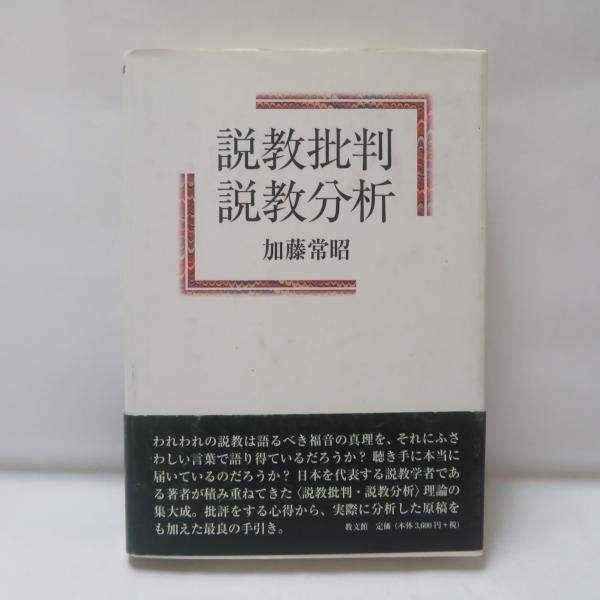 説教批判
説教分析
加藤常昭
われわれの説教は語るべき福音の真理を、それにふさ
わしい言葉で語り得ているだろうか? 聴き手に本当に
届いているのだろうか? 日本を代表する説教学者であ
る著者が積み重ねてきた〈説教批判・説教分析〉理論の
集大成。批評をする心得から、実際に分析した原稿を
も加えた最良の手引き。
教文館 定価(本体3,600円+税)